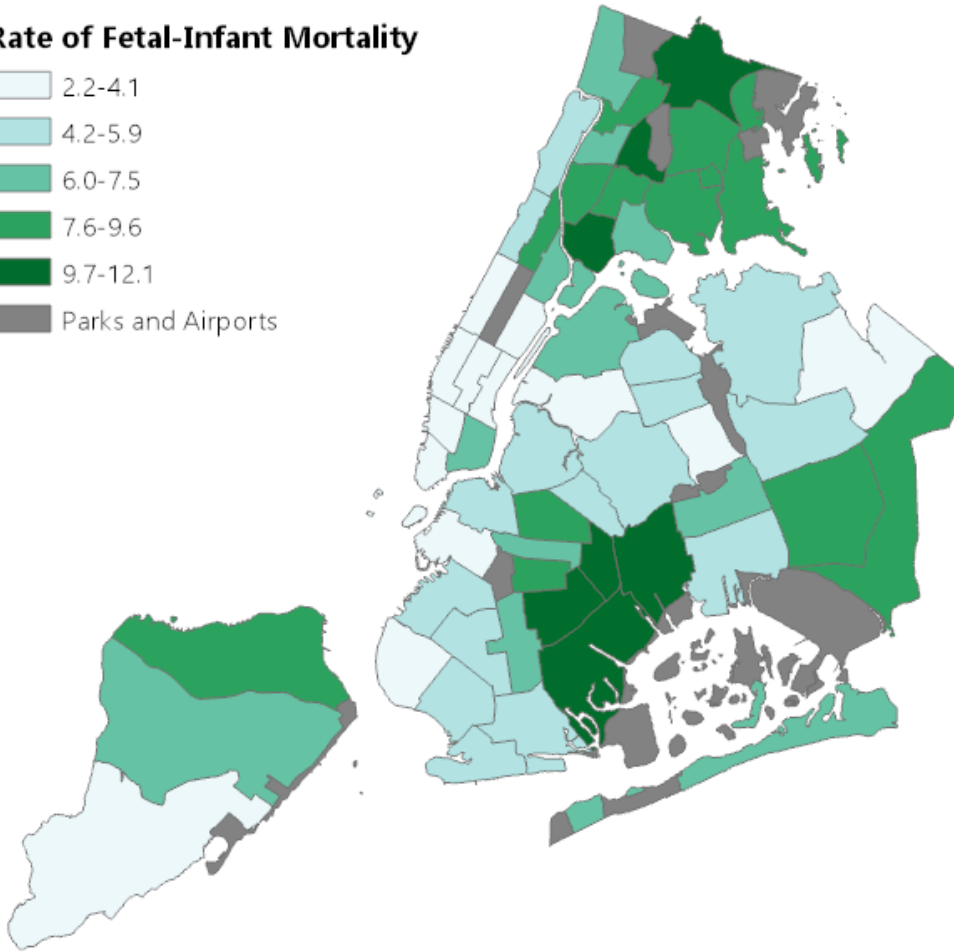 Rate of Fetal-Infant Mortality
2.2-4.1
4.2-5.9
6.0-7.5
7.6-9.6
9.7-12.1
Parks and Airports